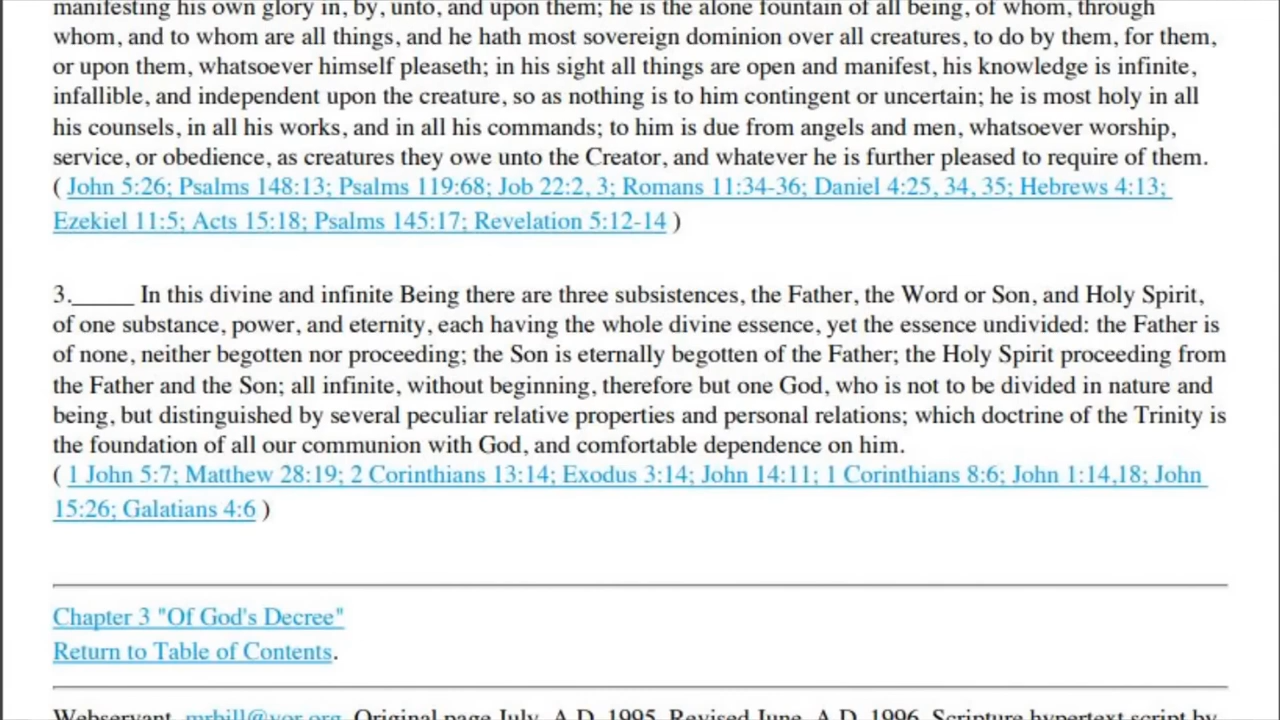 manifesting his own glory in, by, unto, and upon them; he is the alone fountain of all being, of whom, through
whom, and to whom are all things, and he hath most sovereign dominion over all creatures, to do by them, for them,
or upon them, whatsoever himself pleaseth; in his sight all things are open and manifest, his knowledge is infinite,
infallible, and independent upon the creature, so as nothing is to him contingent or uncertain; he is most holy in all
his counsels, in all his works, and in all his commands; to him is due from angels and men, whatsoever worship,
service, or obedience, as creatures they owe unto the Creator, and whatever he is further pleased to require of them.
( John 5:26; Psalms 148:13; Psalms 119:68; Job 22:2, 3; Romans 11:34-36; Daniel 4:25, 34, 35; Hebrews 4:13;
Ezekiel 11:5; Acts 15:18; Psalms 145:17; Revelation 5:12-14 )
3._____ In this divine and infinite Being there are three subsistences, the Father, the Word or Son, and Holy Spirit,
of one substance, power, and eternity, each having the whole divine essence, yet the essence undivided: the Father is
of none, neither begotten nor proceeding; the Son is eternally begotten of the Father; the Holy Spirit proceeding from
the Father and the Son; all infinite, without beginning, therefore but one God, who is not to be divided in nature and
being, but distinguished by several peculiar relative properties and personal relations; which doctrine of the Trinity is
the foundation of all our communion with God, and comfortable dependence on him.
( 1 John 5:7; Matthew 28:19; 2 Corinthians 13:14; Exodus 3:14; John 14:11; 1 Corinthians 8:6; John 1:14,18; John
15:26; Galatians 4:6 )
Chapter 3 "Of God's Decree"
Return to Table of Contents.
Webservant, mrbill@vor.org. Original page July, A.D. 1995. Revised June, A.D. 1996. Scripture hypertext script by